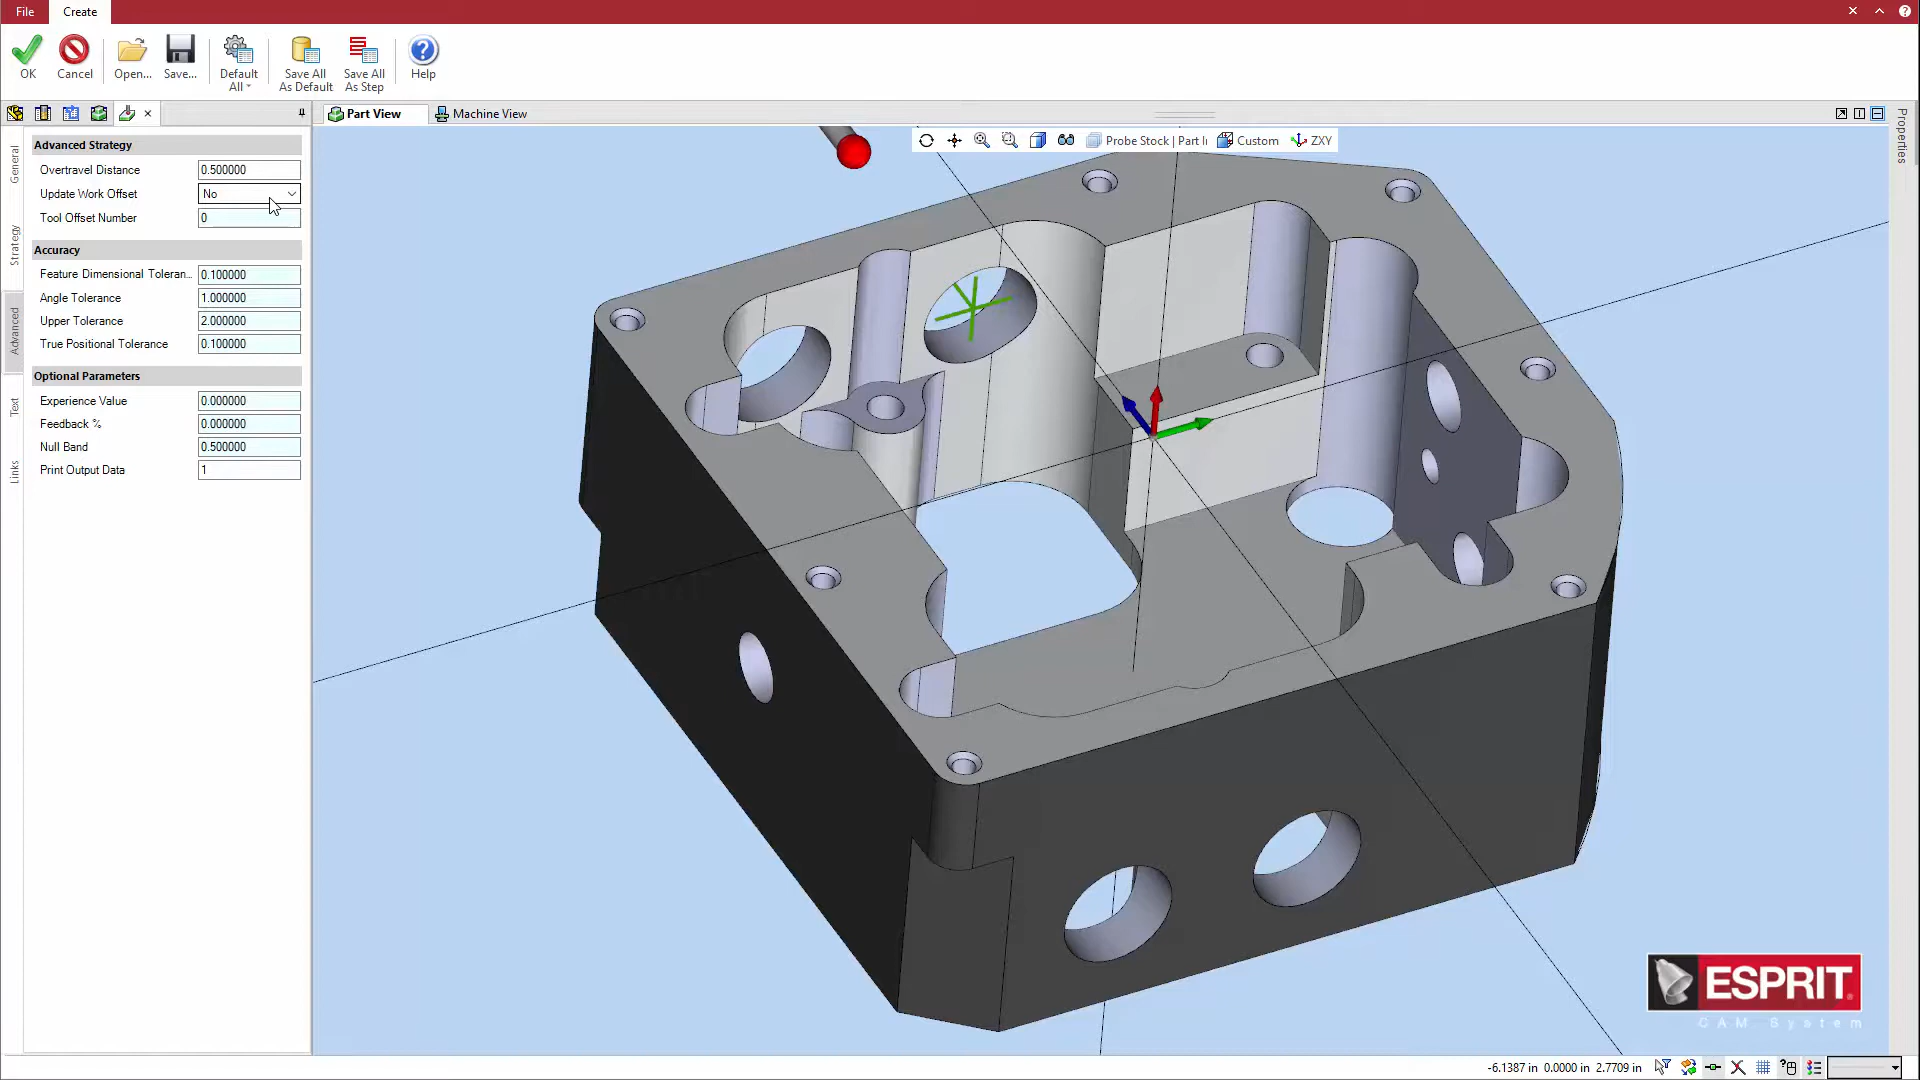 File
Create
OK
Cancel
Open...
Save...
Default
All
Save All
As Default
Save All
As Step
Help
Part View
Machine View
Properties
General
Strategy
Advanced
Text
Links
Advanced Strategy
Overtravel Distance
0.500000
Update Work Offset
No
Tool Offset Number
0
Accuracy
Feature Dimensional Toleran...
0.100000
Angle Tolerance
1.000000
Upper Tolerance
2.000000
True Positional Tolerance
0.100000
Optional Parameters
Experience Value
0.000000
Feedback %
0.000000
Null Band
0.500000
Print Output Data
1
Probe Stock | Part I
Custom
ZXY
ESPRIT
CAM System
-6.1387 in 0.0000 in 2.7709 in